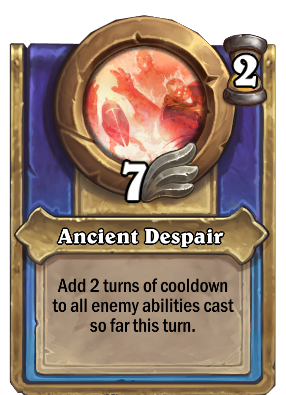 2
7
Ancient Despair
Add 2 turns of cooldown
to all enemy abilities cast
so far this turn.